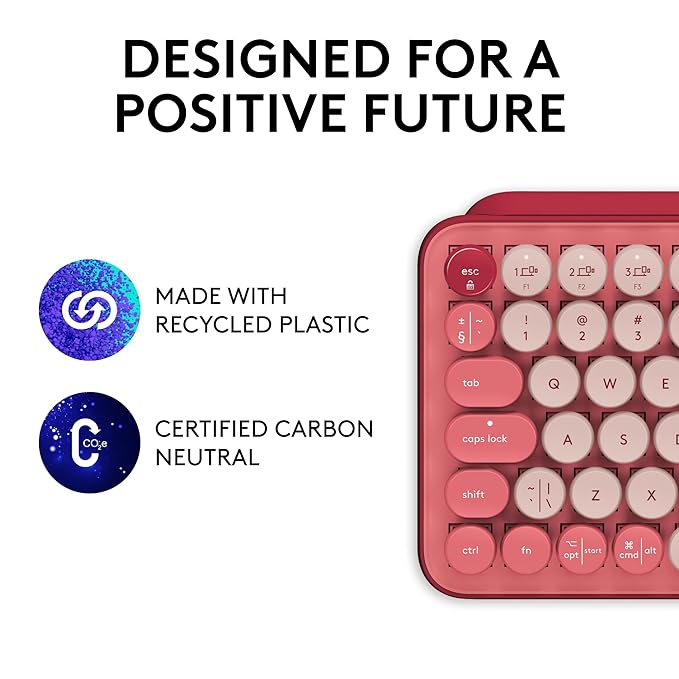 DESIGNED FOR A
POSITIVE FUTURE
MADE WITH
RECYCLED PLASTIC
CO₂e
CERTIFIED CARBON
NEUTRAL
esc 1 2 3
F1 F2 F3
± ~ ! @ #
§ ` 1 2 3
tab Q W E
caps lock A S D
shift ~ | Z X
` \
ctrl fn ⌥ opt start ⌘ cmd alt